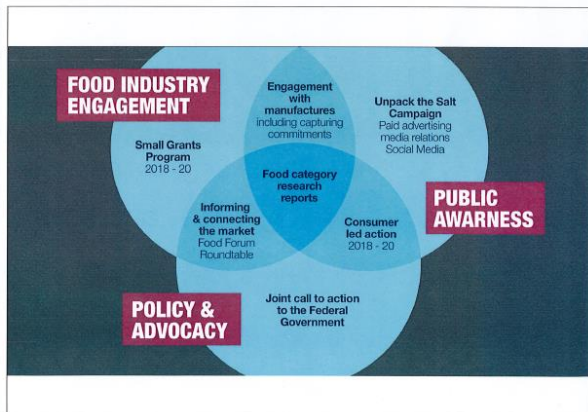 FOOD INDUSTRY
ENGAGEMENT
Engagement
with
manufactures
including capturing
commitments
Unpack the Salt
Campaign
Paid advertising
media relations
Social Media
Small Grants
Program
2018 - 20
Food category
research
reports
PUBLIC
AWARNESS
Informing
& connecting
the market
Food Forum
Roundtable
Consumer
led action
2018 - 20
POLICY &
ADVOCACY
Joint call to action
to the Federal
Government